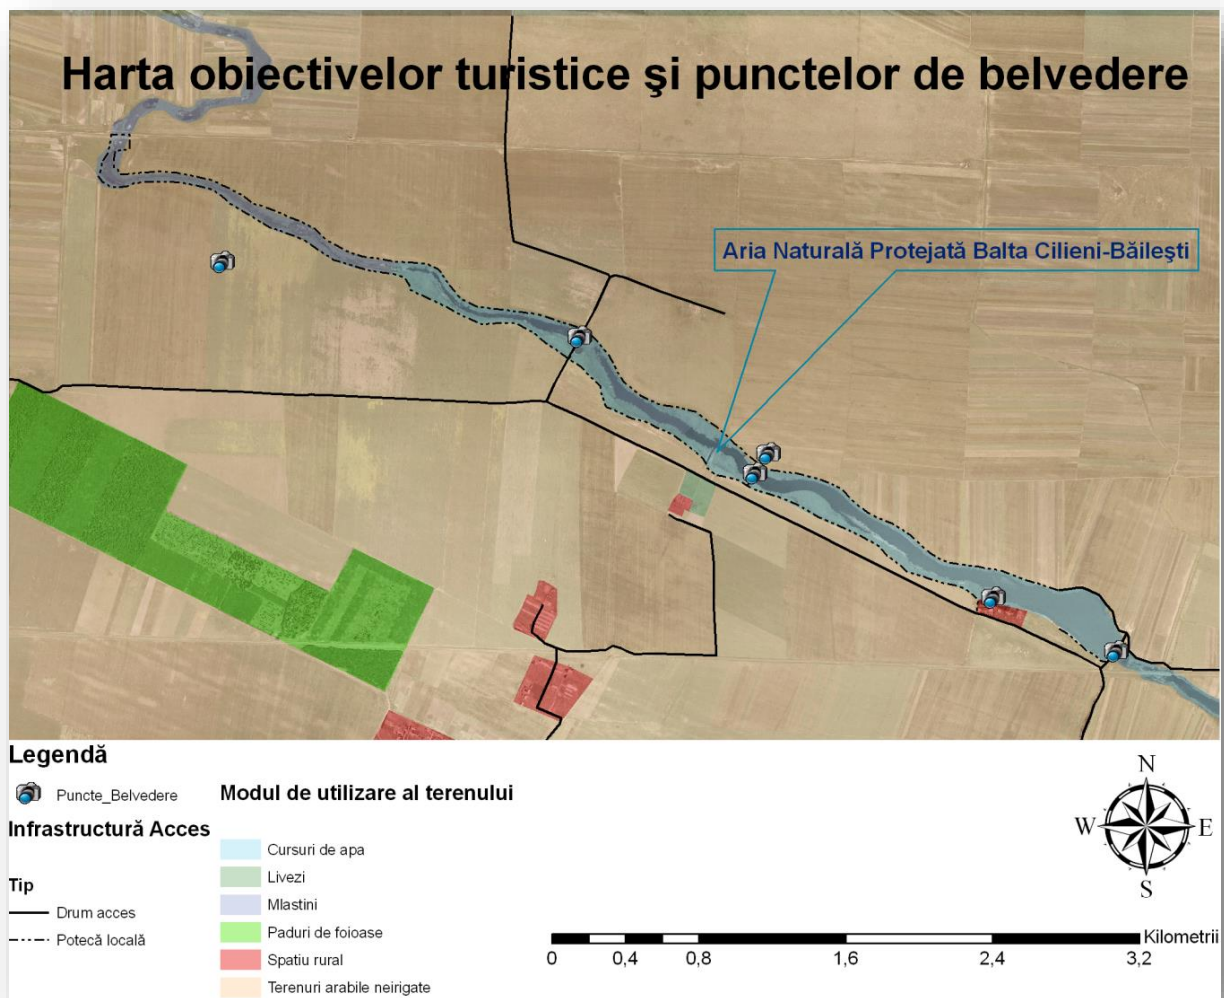 Harta obiectivelor turistice şi punctelor de belvedere
Aria Naturală Protejată Balta Cilieni-Băileşti
Legendă
Puncte_Belvedere
Infrastructură Acces
Tip
Drum acces
Potecă locală
Modul de utilizare al terenului
Cursuri de apa
Livezi
Mlastini
Paduri de foioase
Spatiu rural
Terenuri arabile neirigate
N
W E
S
Kilometrii
0 0,4 0,8 1,6 2,4 3,2